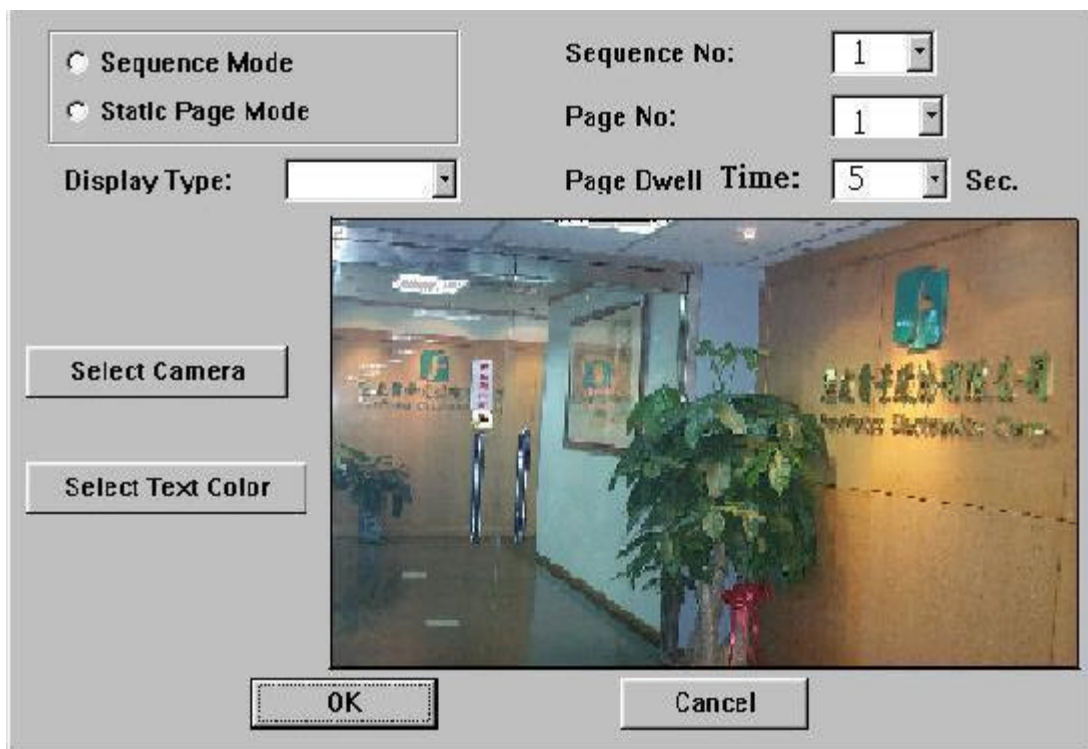 Sequence Mode
Static Page Mode
Display Type:
Sequence No: 1
Page No: 1
Page Dwell Time: 5 Sec.
Select Camera
Select Text Color
OK
Cancel